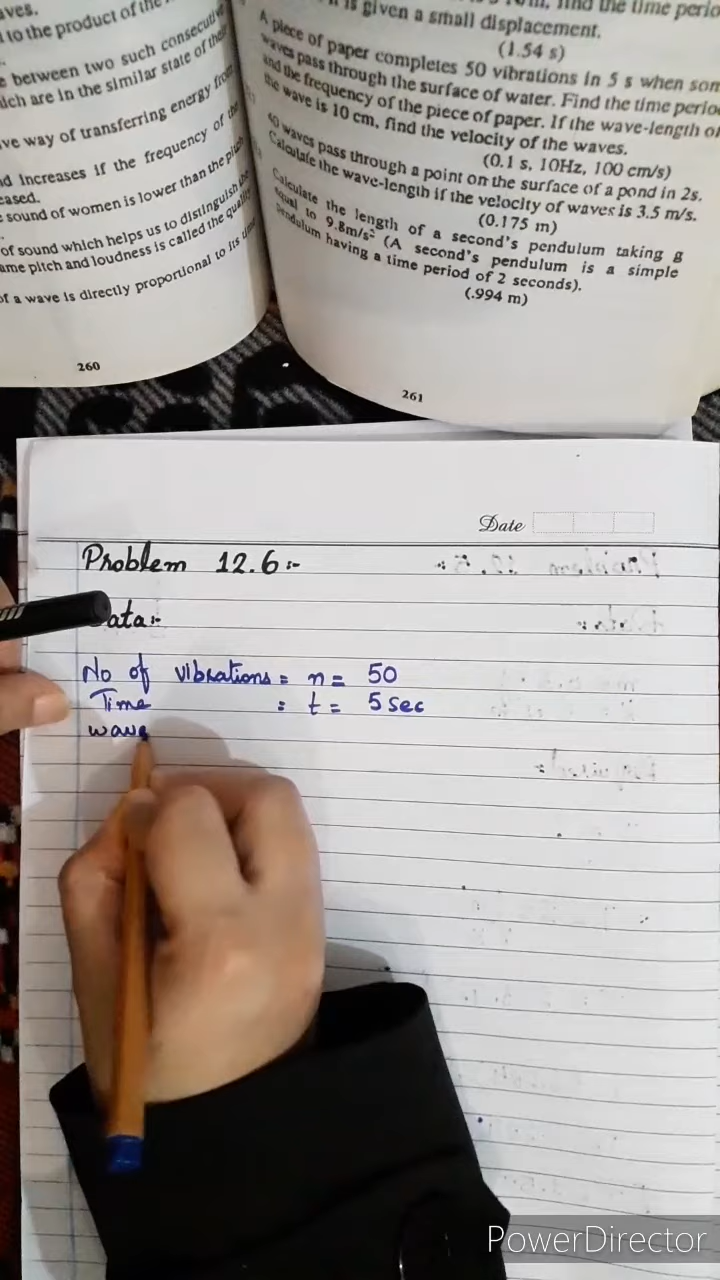 aves.
to the product of the
e between two such consecutive
ich are in the similar state of their
ve way of transferring energy from
nd increases if the frequency of the
eased.
sound of women is lower than the pitch
of sound which helps us to distinguish the
ame pitch and loudness is called the quality
of a wave is directly proportional to its time
260
is given a small displacement.
find the time perio
(1.54 s)
A piece of paper completes 50 vibrations in 5 s when som
waves pass through the surface of water. Find the time perio
and the frequency of the piece of paper. If the wave-length of
the wave is 10 cm, find the velocity of the waves.
(0.1 s, 10Hz, 100 cm/s)
40 waves pass through a point on the surface of a pond in 2s.
Calculate the wave-length if the velocity of waves is 3.5 m/s.
(0.175 m)
Calculate the length of a second's pendulum taking g
equal to 9.8m/s² (A second's pendulum is a simple
pendulum having a time period of 2 seconds).
(.994 m)
261
Date
Problem 12.6:-
Data:-
No of vibrations = n = 50
Time = t = 5 sec
wave
PowerDirector